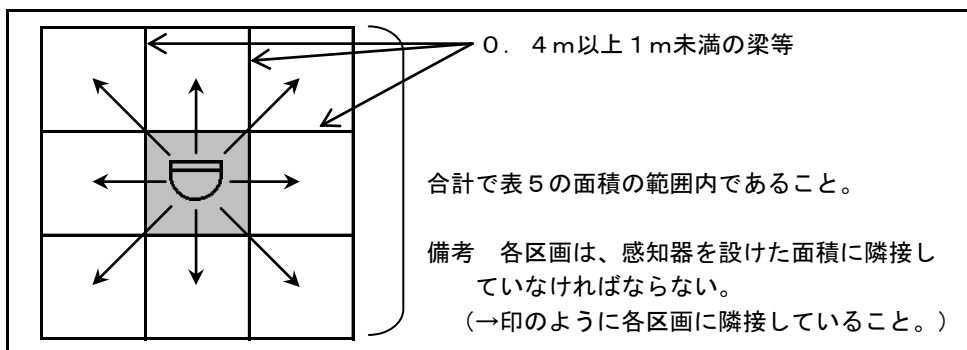 ０．４ｍ以上１ｍ未満の梁等
合計で表５の面積の範囲内であること。
備考　各区画は、感知器を設けた面積に隣接し
ていなければならない。
（→印のように各区画に隣接していること。）